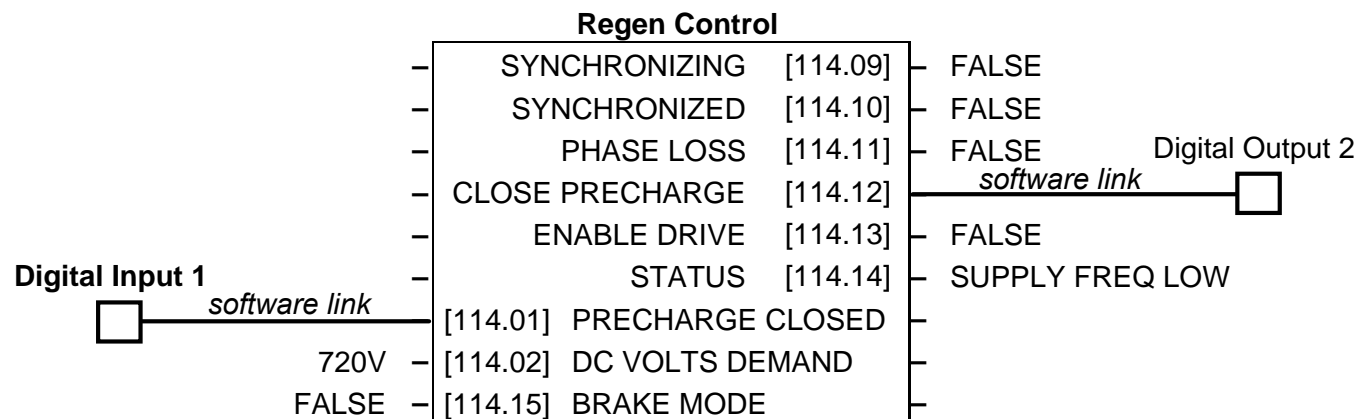 Regen Control
– SYNCHRONIZING [114.09] – FALSE
– SYNCHRONIZED [114.10] – FALSE
– PHASE LOSS [114.11] – FALSE Digital Output 2
– CLOSE PRECHARGE [114.12] software link
– ENABLE DRIVE [114.13] – FALSE
Digital Input 1 – STATUS [114.14] – SUPPLY FREQ LOW
software link [114.01] PRECHARGE CLOSED –
720V – [114.02] DC VOLTS DEMAND –
FALSE – [114.15] BRAKE MODE –